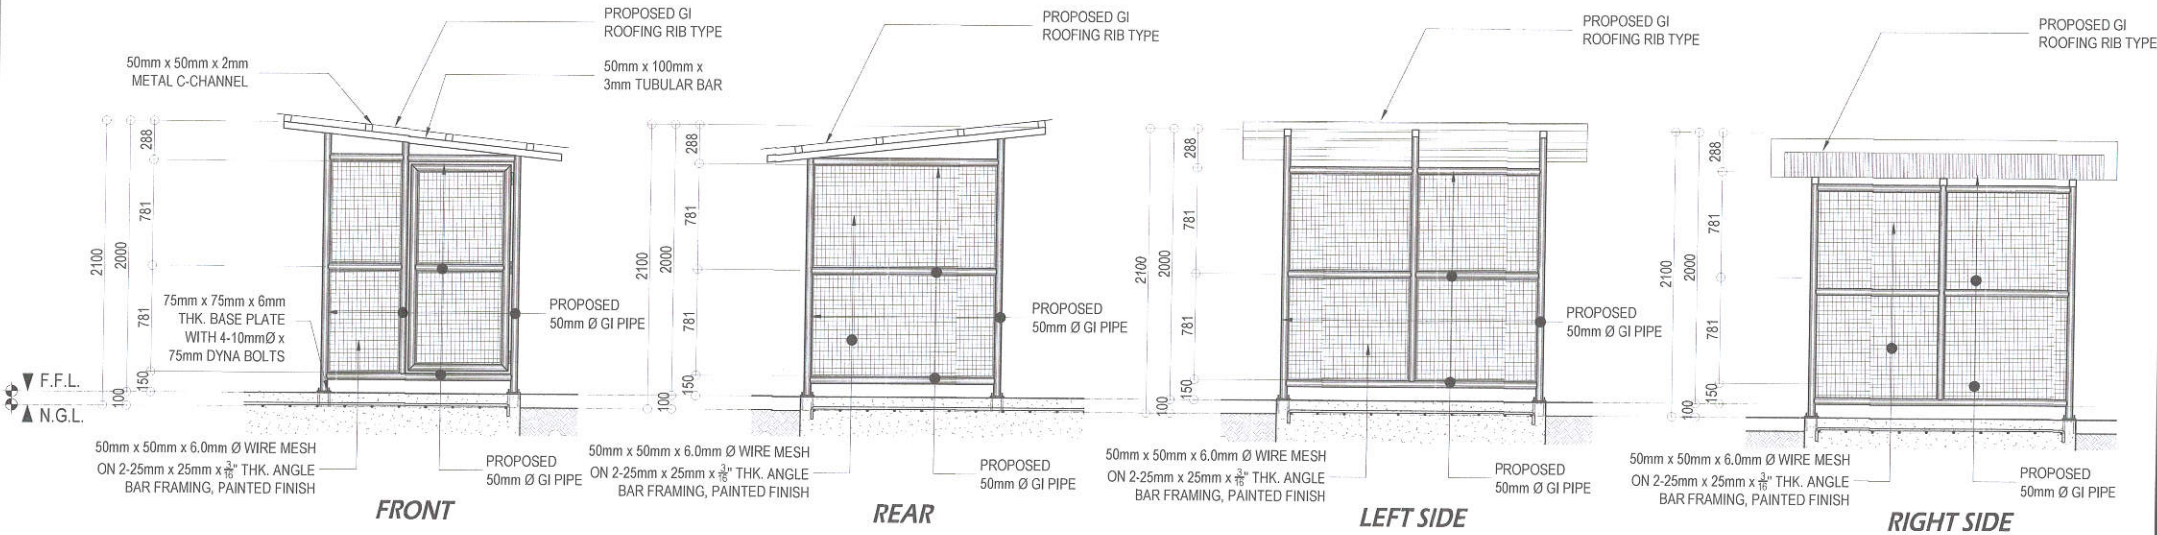 PROPOSED GI
ROOFING RIB TYPE
50mm x 50mm x 2mm
METAL C-CHANNEL
50mm x 100mm x
3mm TUBULAR BAR
288
781
2100
2000
781
150
100
75mm x 75mm x 6mm
THK. BASE PLATE
WITH 4-10mmØ x
75mm DYNA BOLTS
PROPOSED
50mm Ø GI PIPE
F.F.L.
N.G.L.
50mm x 50mm x 6.0mm Ø WIRE MESH
ON 2-25mm x 25mm x 3/16" THK. ANGLE
BAR FRAMING, PAINTED FINISH
PROPOSED
50mm Ø GI PIPE
FRONT
PROPOSED GI
ROOFING RIB TYPE
288
781
2100
2000
781
150
100
PROPOSED
50mm Ø GI PIPE
50mm x 50mm x 6.0mm Ø WIRE MESH
ON 2-25mm x 25mm x 3/16" THK. ANGLE
BAR FRAMING, PAINTED FINISH
PROPOSED
50mm Ø GI PIPE
REAR
PROPOSED GI
ROOFING RIB TYPE
288
781
2100
2000
781
150
100
PROPOSED
50mm Ø GI PIPE
50mm x 50mm x 6.0mm Ø WIRE MESH
ON 2-25mm x 25mm x 3/16" THK. ANGLE
BAR FRAMING, PAINTED FINISH
PROPOSED
50mm Ø GI PIPE
LEFT SIDE
PROPOSED GI
ROOFING RIB TYPE
288
781
2100
2000
781
150
100
50mm x 50mm x 6.0mm Ø WIRE MESH
ON 2-25mm x 25mm x 3/16" THK. ANGLE
BAR FRAMING, PAINTED FINISH
PROPOSED
50mm Ø GI PIPE
RIGHT SIDE